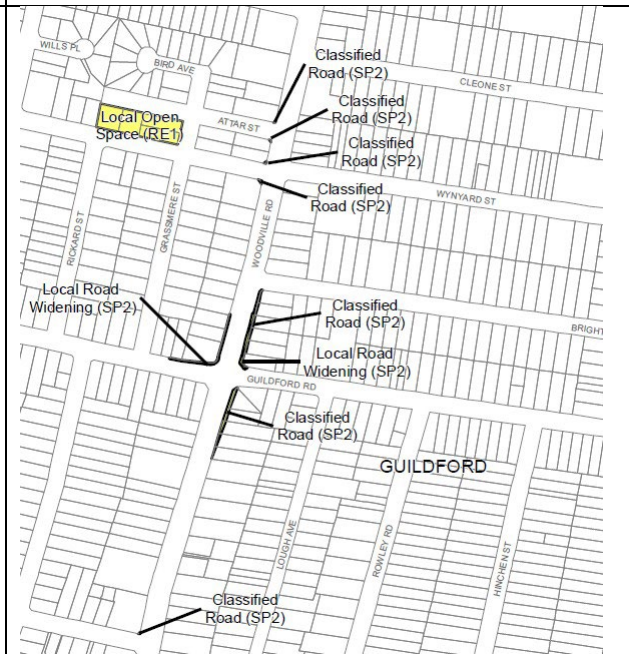 WILLS PL
BIRD AVE
Classified
Road (SP2)
CLEONE ST
Classified
Road (SP2)
Local Open
Space (RE1)
ATTAR ST
Classified
Road (SP2)
Classified
Road (SP2)
WYNYARD ST
RICKARD ST
GRASSMERE ST
WOODVILLE RD
Local Road
Widening (SP2)
Classified
Road (SP2)
BRIGHT
Local Road
Widening (SP2)
GUILDFORD RD
Classified
Road (SP2)
GUILDFORD
LOUGH AVE
ROWLEY RD
HINCHEN ST
Classified
Road (SP2)